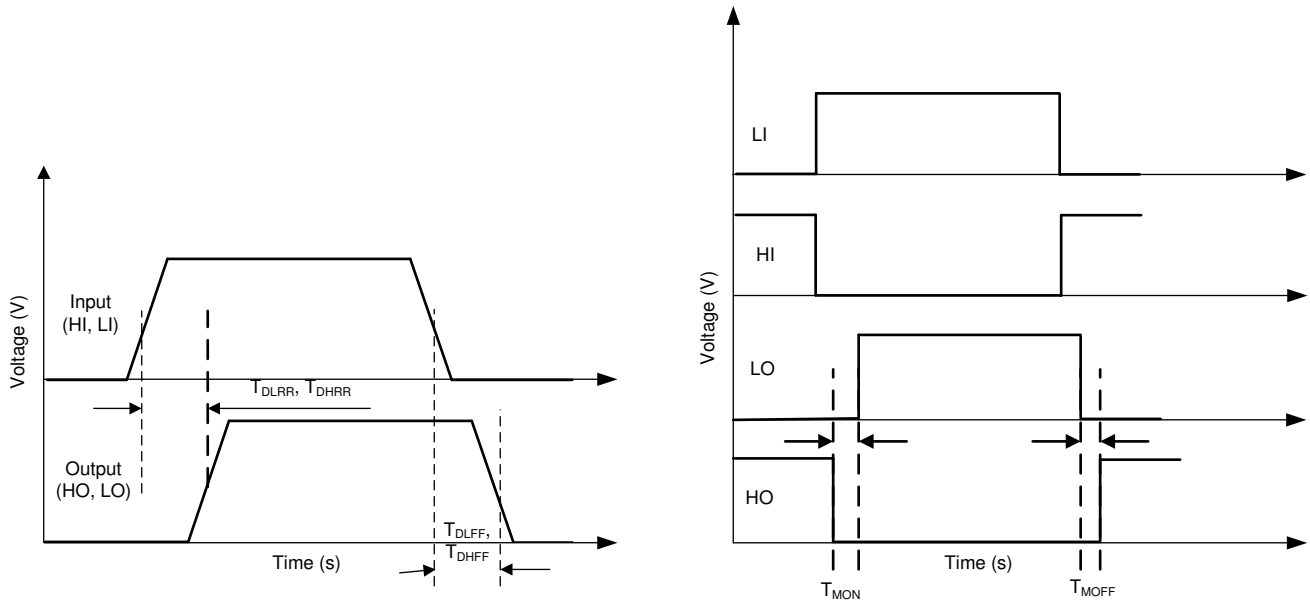 Voltage (V)
Input
(HI, LI)
T_DLRR, T_DHRR
Output
(HO, LO)
T_DLFF,
T_DHFF
Time (s)
Voltage (V)
LI
HI
LO
HO
Time (s)
T_MON
T_MOFF